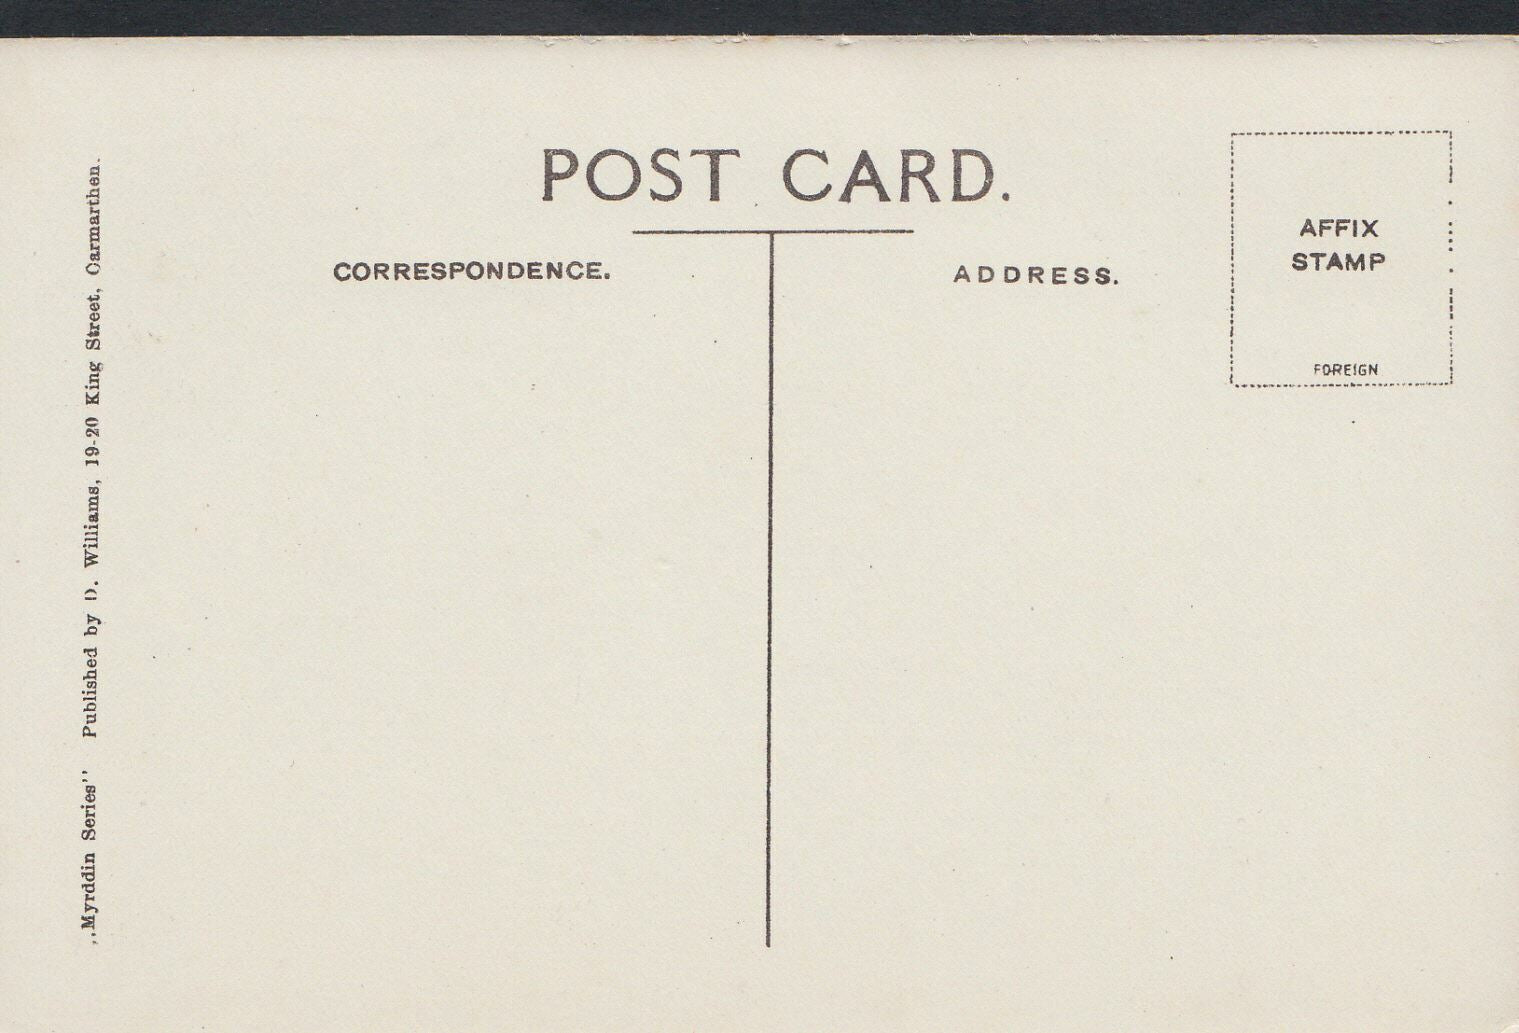 POST CARD.
CORRESPONDENCE.
ADDRESS.
AFFIX
STAMP
FOREIGN
,,Myrddin Series'' Published by D. Williams, 19-20 King Street, Carmarthen.